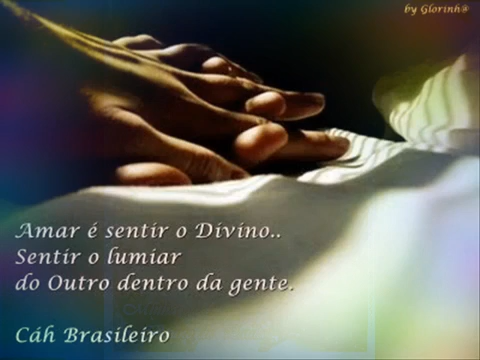 by Glorinh@
Amar é sentir o Divino..
Sentir o lumiar
do Outro dentro da gente.
Cáh Brasileiro